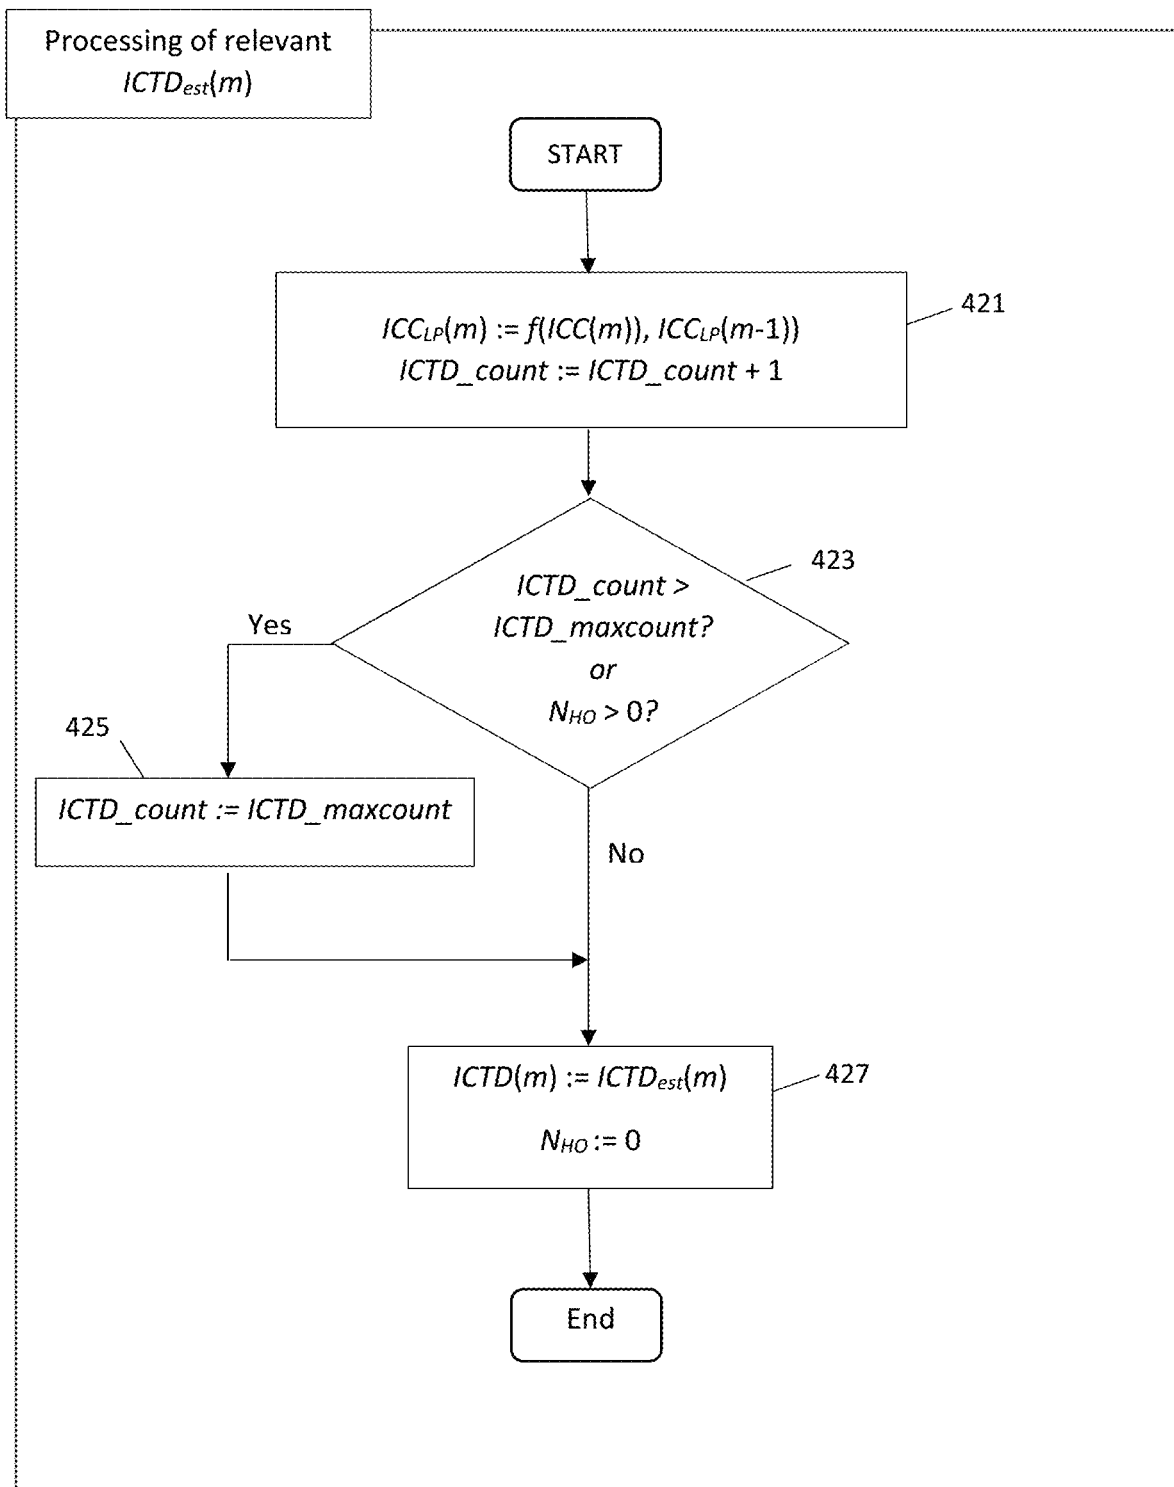 Processing of relevant
ICTDest(m)
START
421
ICCLP(m) := f(ICC(m)), ICCLP(m-1))
ICTD_count := ICTD_count + 1
423
ICTD_count >
ICTD_maxcount?
or
NHO > 0?
Yes
425
ICTD_count := ICTD_maxcount
No
ICTD(m) := ICTDest(m)
427
NHO := 0
End